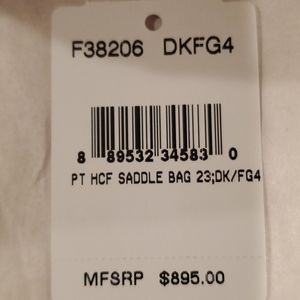 F38206 DKFG4
8 89532 34583 0
PT HCF SADDLE BAG 23;DK/FG4
MFSRP $895.00